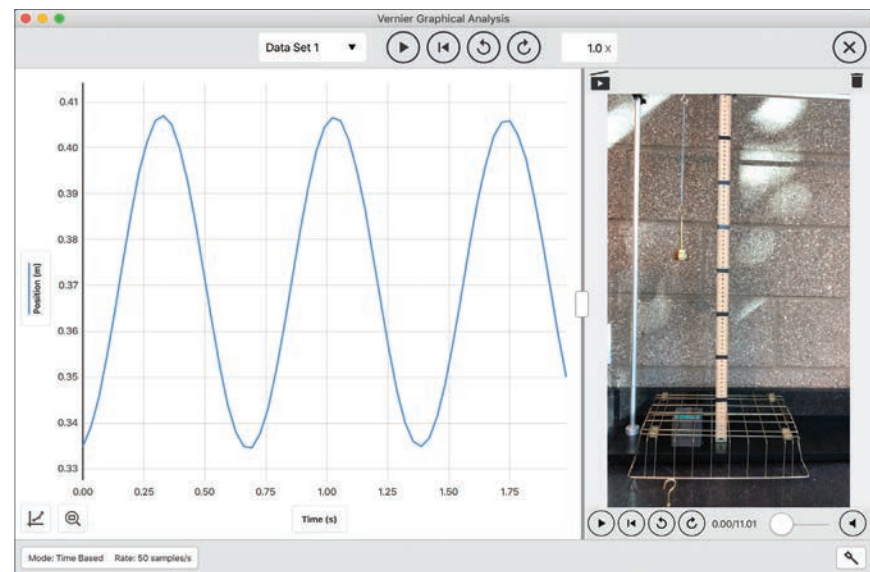 Vernier Graphical Analysis
Data Set 1
1.0 x
0.41
0.40
0.39
0.38
0.37
0.36
0.35
0.34
0.33
Position (m)
0.00 0.25 0.50 0.75 1.00 1.25 1.50 1.75
Time (s)
0.00/11.01
Mode: Time Based Rate: 50 samples/s